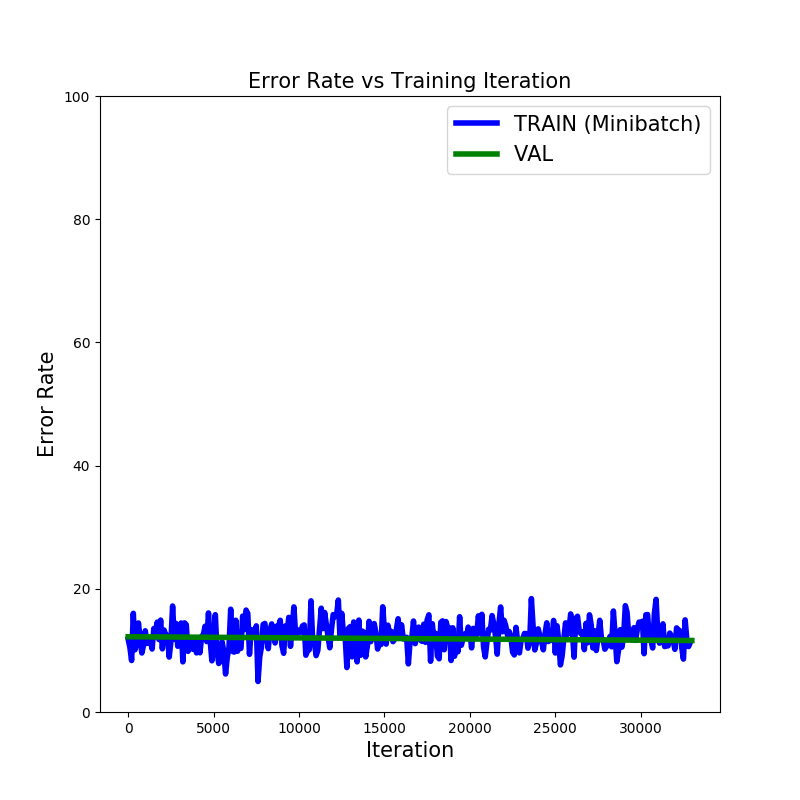 Error Rate vs Training Iteration
100
80
60
40
20
0
Error Rate
TRAIN (Minibatch)
VAL
0 5000 10000 15000 20000 25000 30000
Iteration